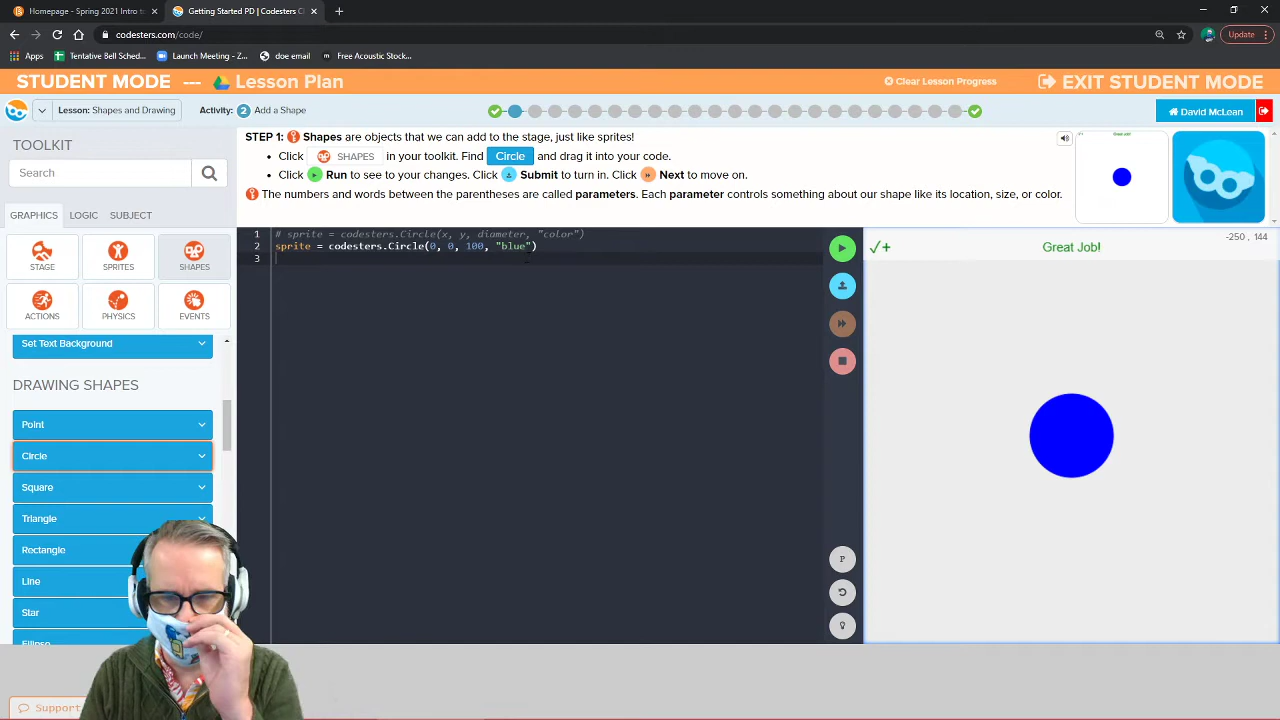 Homepage - Spring 2021 Intro to
Getting Started PD | Codesters Cl
codesters.com/code/
Update
Apps
Tentative Bell Sched...
Launch Meeting - Z...
doe email
Free Acoustic Stock...
STUDENT MODE --- Lesson Plan
Clear Lesson Progress
EXIT STUDENT MODE
Lesson: Shapes and Drawing
Activity: 2 Add a Shape
David McLean
TOOLKIT
Search
GRAPHICS LOGIC SUBJECT
STAGE SPRITES SHAPES
ACTIONS PHYSICS EVENTS
Set Text Background
DRAWING SHAPES
Point
Circle
Square
Triangle
Rectangle
Line
Star
Ellipse
Support
STEP 1: Shapes are objects that we can add to the stage, just like sprites!
• Click SHAPES in your toolkit. Find Circle and drag it into your code.
• Click Run to see to your changes. Click Submit to turn in. Click Next to move on.
The numbers and words between the parentheses are called parameters. Each parameter controls something about our shape like its location, size, or color.
1 # sprite = codesters.Circle(x, y, diameter, "color")
2 sprite = codesters.Circle(0, 0, 100, "blue")
3
P
√+ Great Job!
-250 , 144